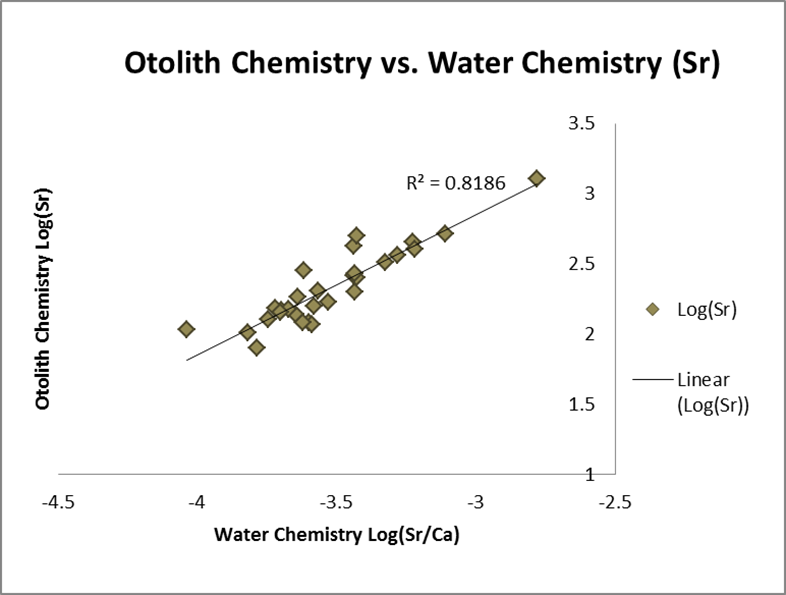 Otolith Chemistry vs. Water Chemistry (Sr)
Otolith Chemistry Log(Sr)
3.5
3
2.5
2
1.5
1
R² = 0.8186
Log(Sr)
Linear
(Log(Sr))
-4.5 -4 -3.5 -3 -2.5
Water Chemistry Log(Sr/Ca)